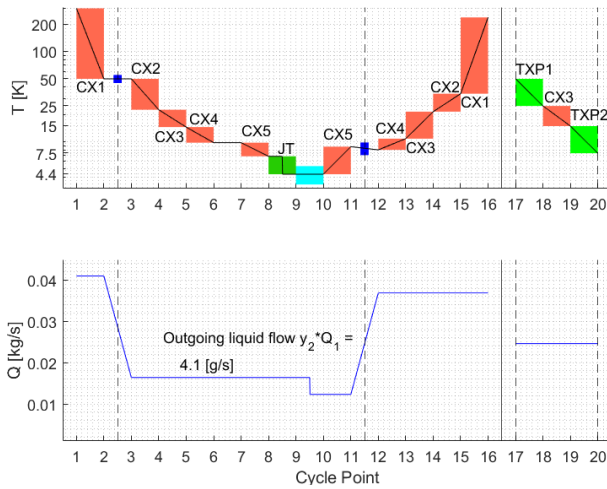 200
100
50
25
15
7.5
4.4
T [K]
CX1
CX2
CX3
CX4
CX5
JT
CX5
CX4
CX3
CX2
CX1
TXP1
CX3
TXP2
1 2 3 4 5 6 7 8 9 10 11 12 13 14 15 16 17 18 19 20
0.04
0.03
0.02
0.01
Q [kg/s]
Outgoing liquid flow y_2*Q_1 =
4.1 [g/s]
1 2 3 4 5 6 7 8 9 10 11 12 13 14 15 16 17 18 19 20
Cycle Point